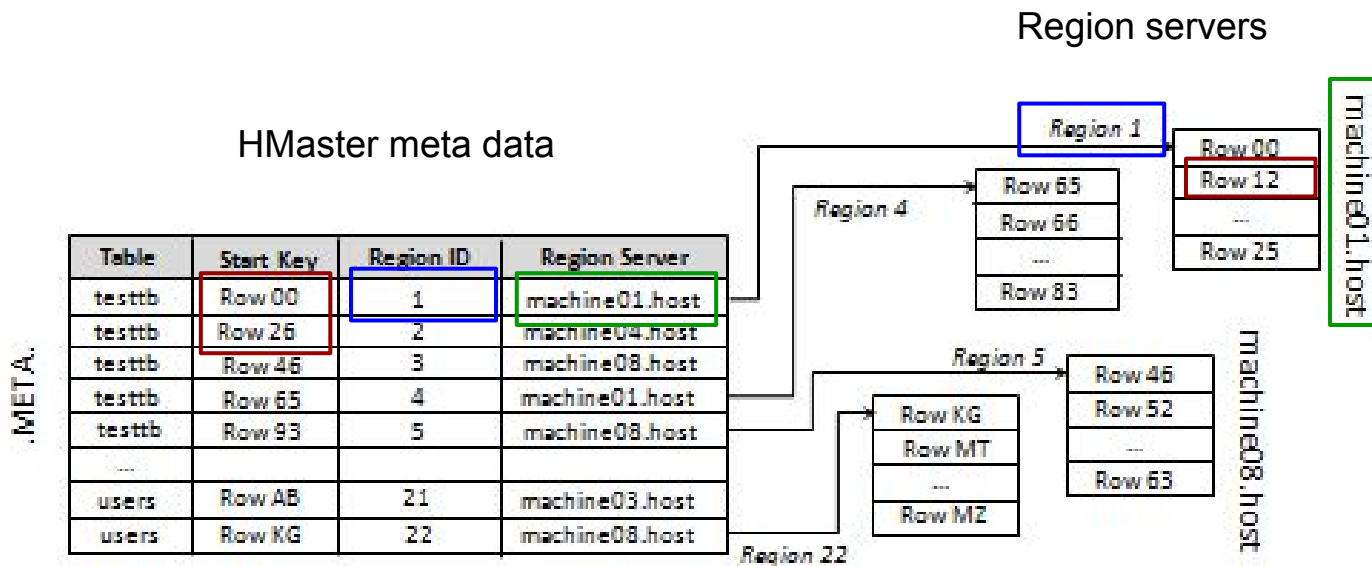 Region servers
HMaster meta data
.META.
Table Start Key Region ID Region Server
testtb Row 00 1 machine01.host
testtb Row 26 2 machine04.host
testtb Row 46 3 machine08.host
testtb Row 65 4 machine01.host
testtb Row 93 5 machine08.host
...
users Row AB 21 machine03.host
users Row KG 22 machine08.host
Region 1
Row 00
Row 12
...
Row 25
machine01.host
Region 4
Row 65
Row 66
...
Row 83
Region 5
Row 46
Row 52
...
Row 63
machine08.host
Row KG
Row MT
...
Row MZ
Region 22